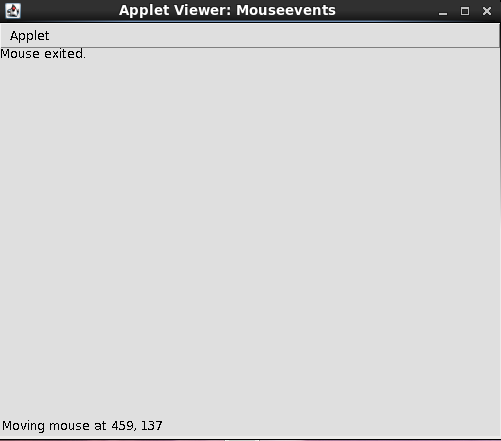 Applet Viewer: Mouseevents
Applet
Mouse exited.
Moving mouse at 459, 137